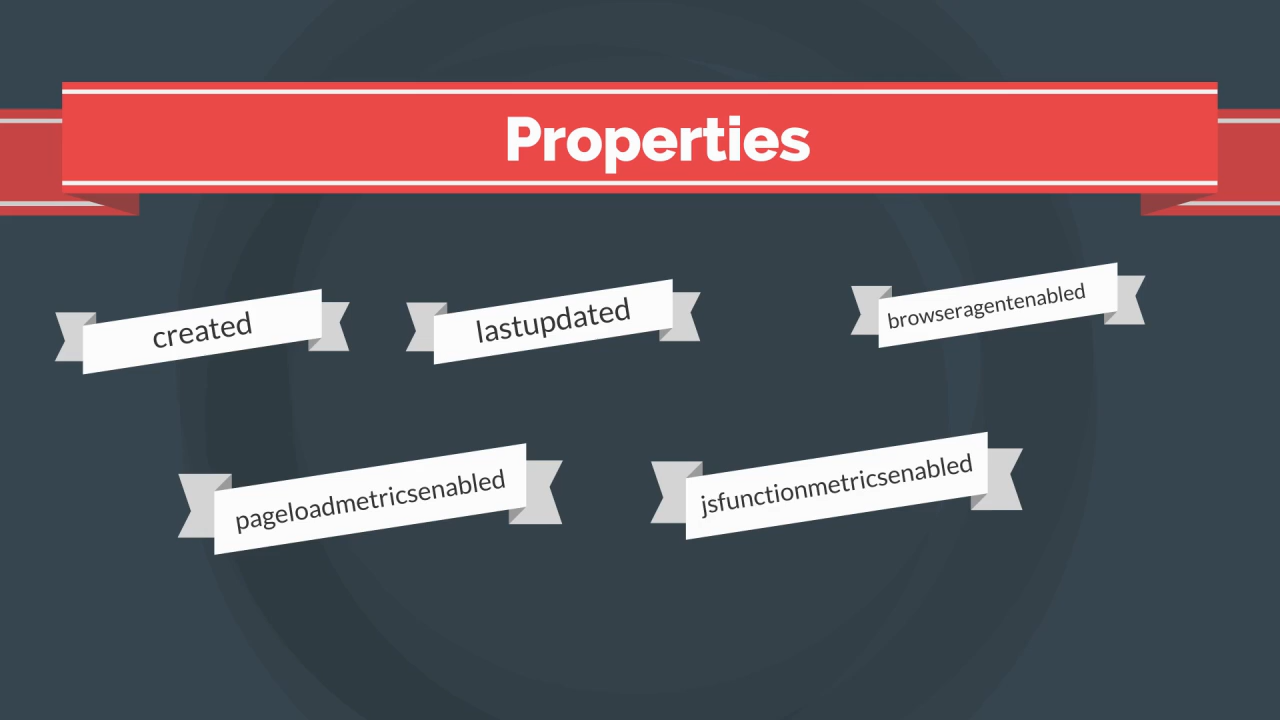 Properties
created
lastupdated
browseragentenabled
pageloadmetricsenabled
jsfunctionmetricsenabled